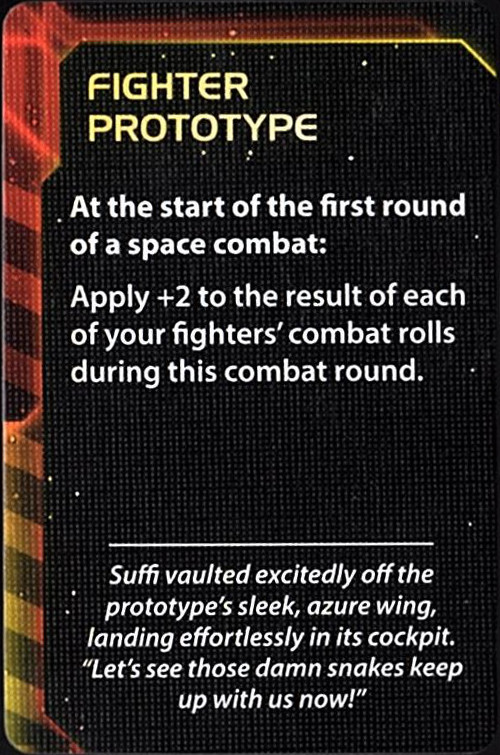 FIGHTER
PROTOTYPE
At the start of the first round
of a space combat:
Apply +2 to the result of each
of your fighters’ combat rolls
during this combat round.
Suffi vaulted excitedly off the
prototype’s sleek, azure wing,
landing effortlessly in its cockpit.
“Let’s see those damn snakes keep
up with us now!”